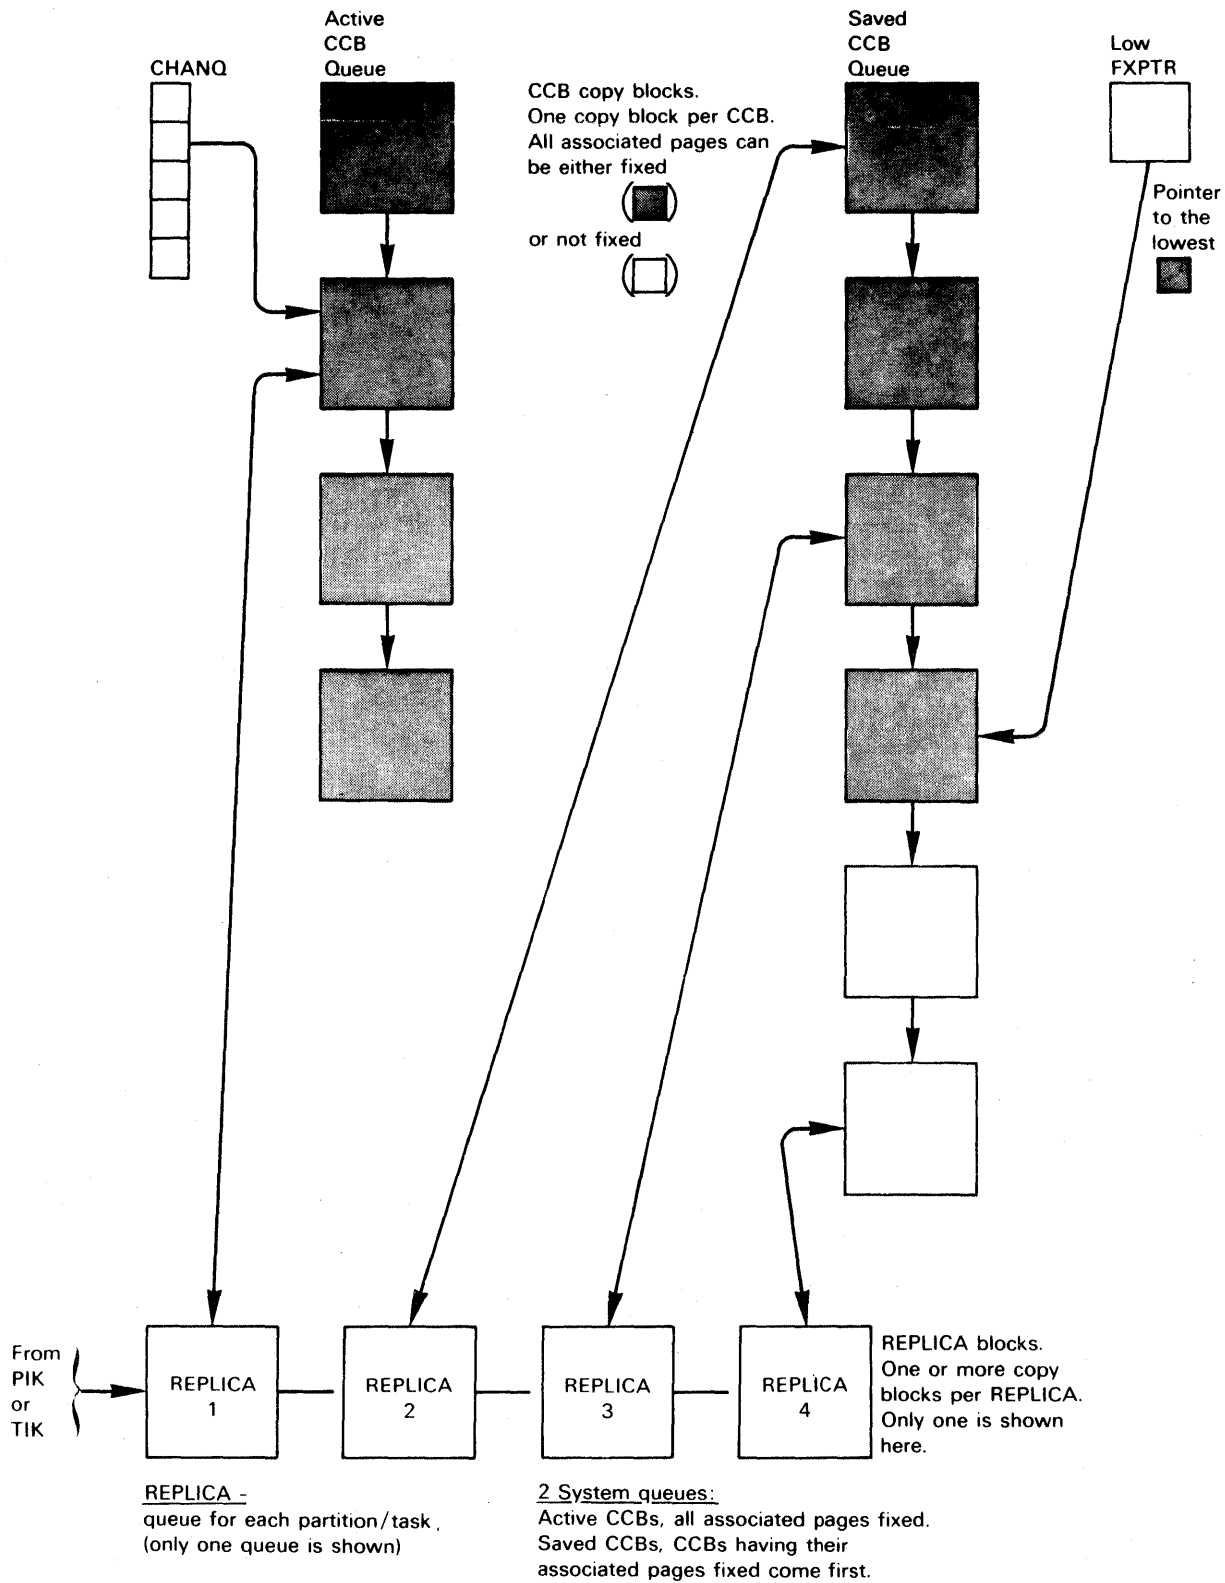 Active
CCB
Queue
CHANQ
CCB copy blocks.
One copy block per CCB.
All associated pages can
be either fixed
( )
or not fixed
( )
Saved
CCB
Queue
Low
FXPTR
Pointer
to the
lowest
From
PIK
or
TIK
REPLICA
1
REPLICA
2
REPLICA
3
REPLICA
4
REPLICA blocks.
One or more copy
blocks per REPLICA.
Only one is shown
here.
REPLICA -
queue for each partition/task,
(only one queue is shown)
2 System queues:
Active CCBs, all associated pages fixed.
Saved CCBs, CCBs having their
associated pages fixed come first.